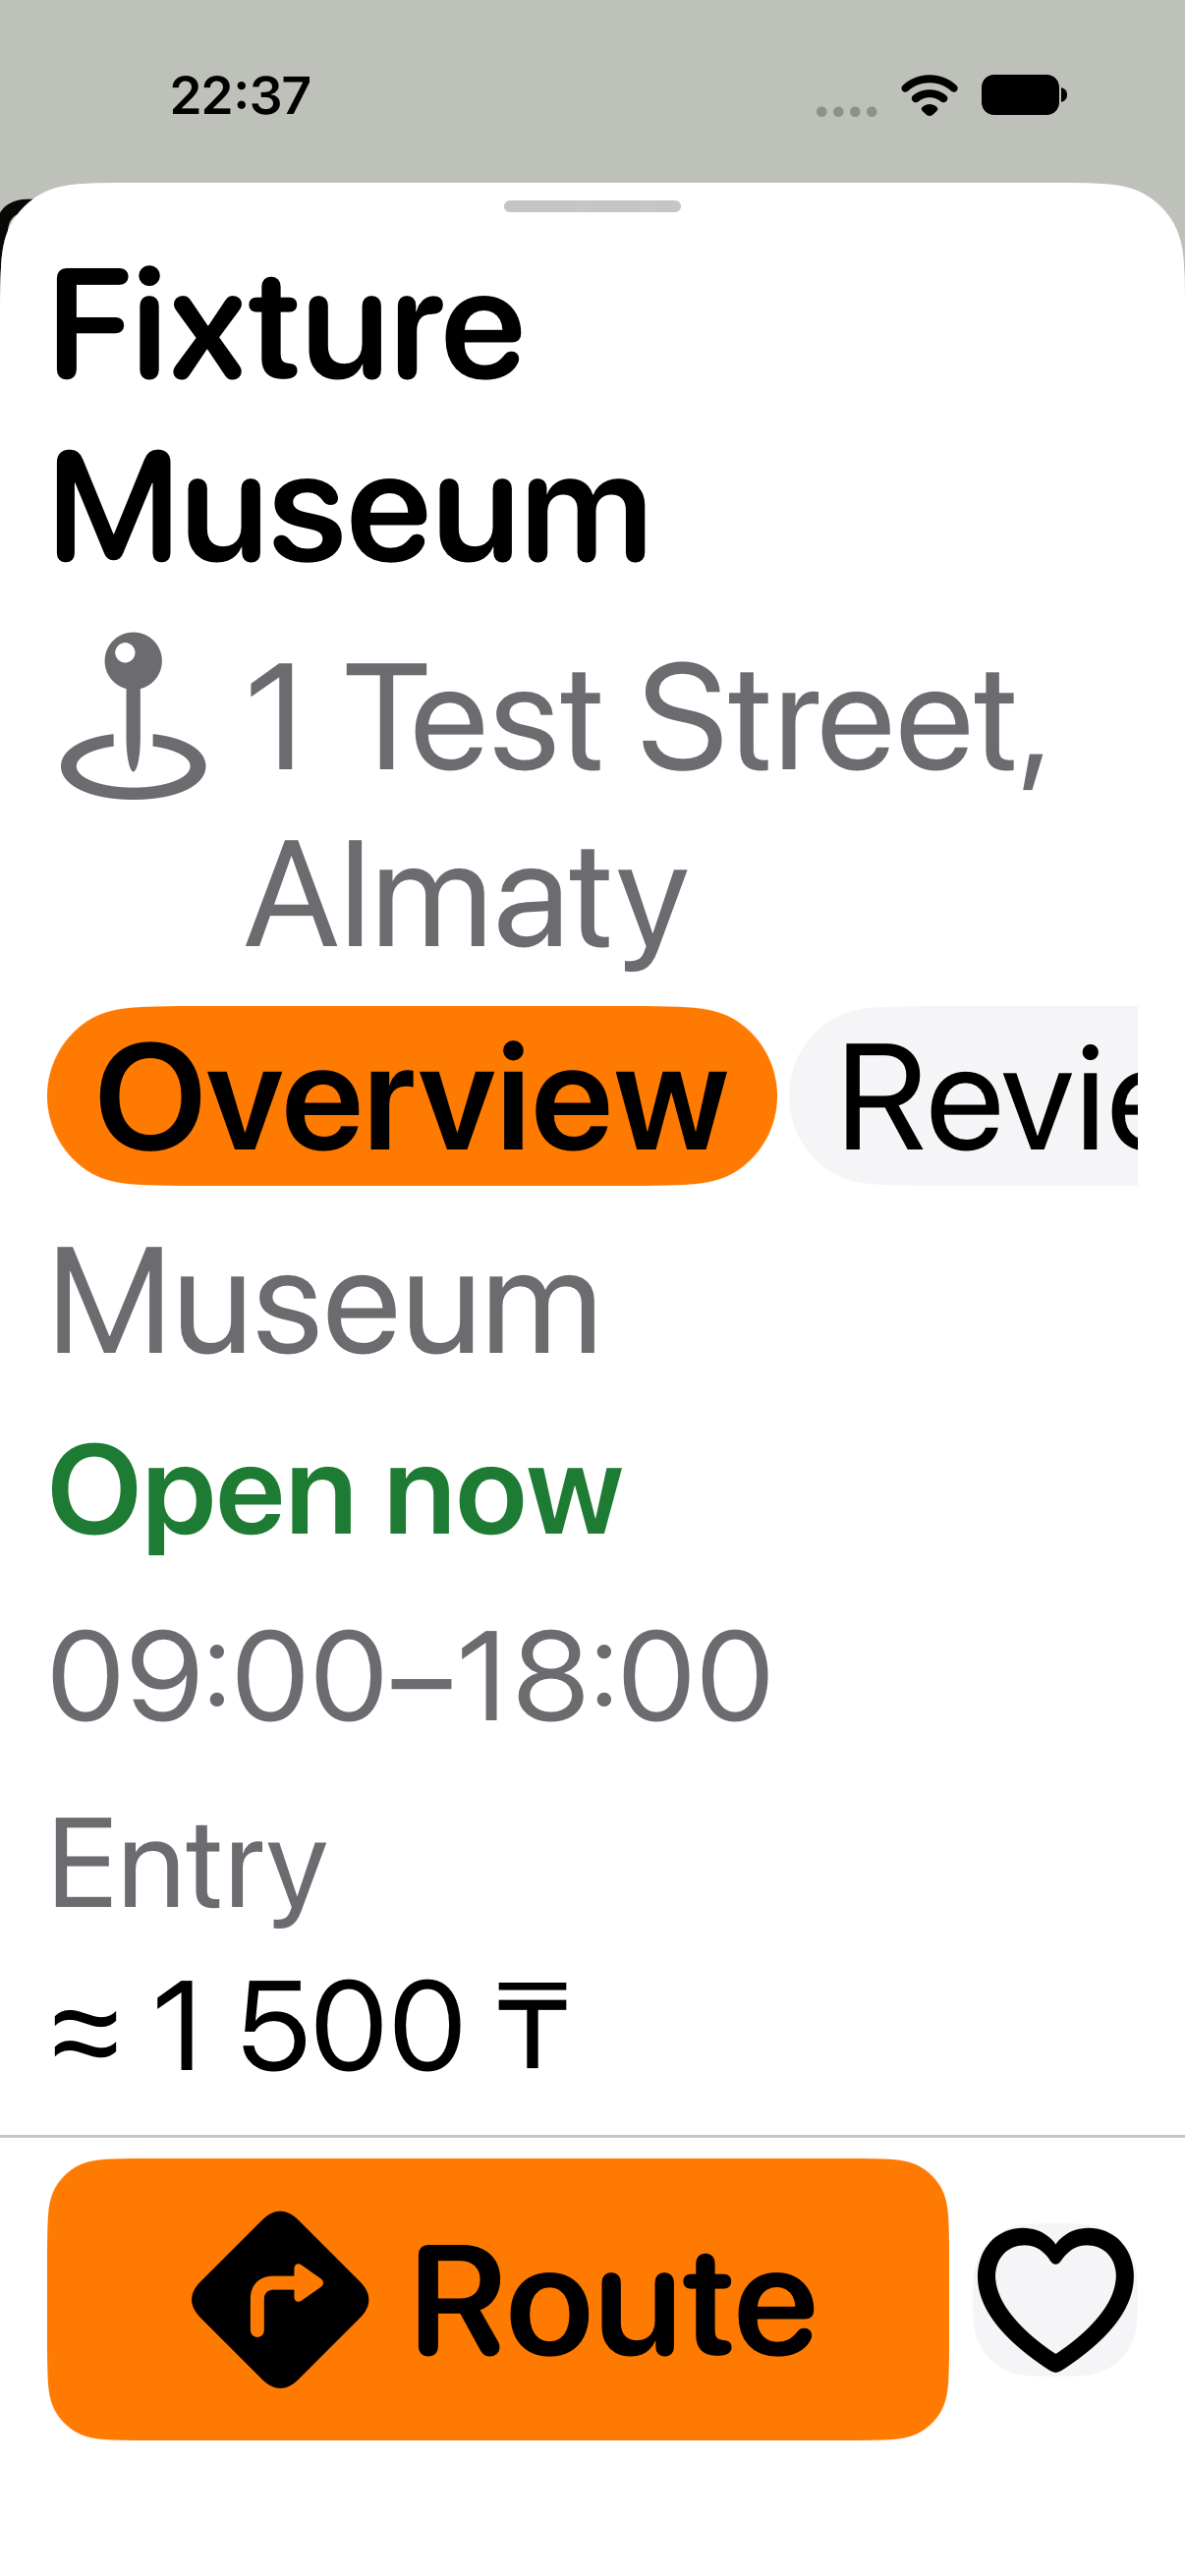 22:37
Fixture
Museum
1 Test Street,
Almaty
Overview
Museum
Open now
09:00–18:00
Entry
≈ 1 500 ₸
Route